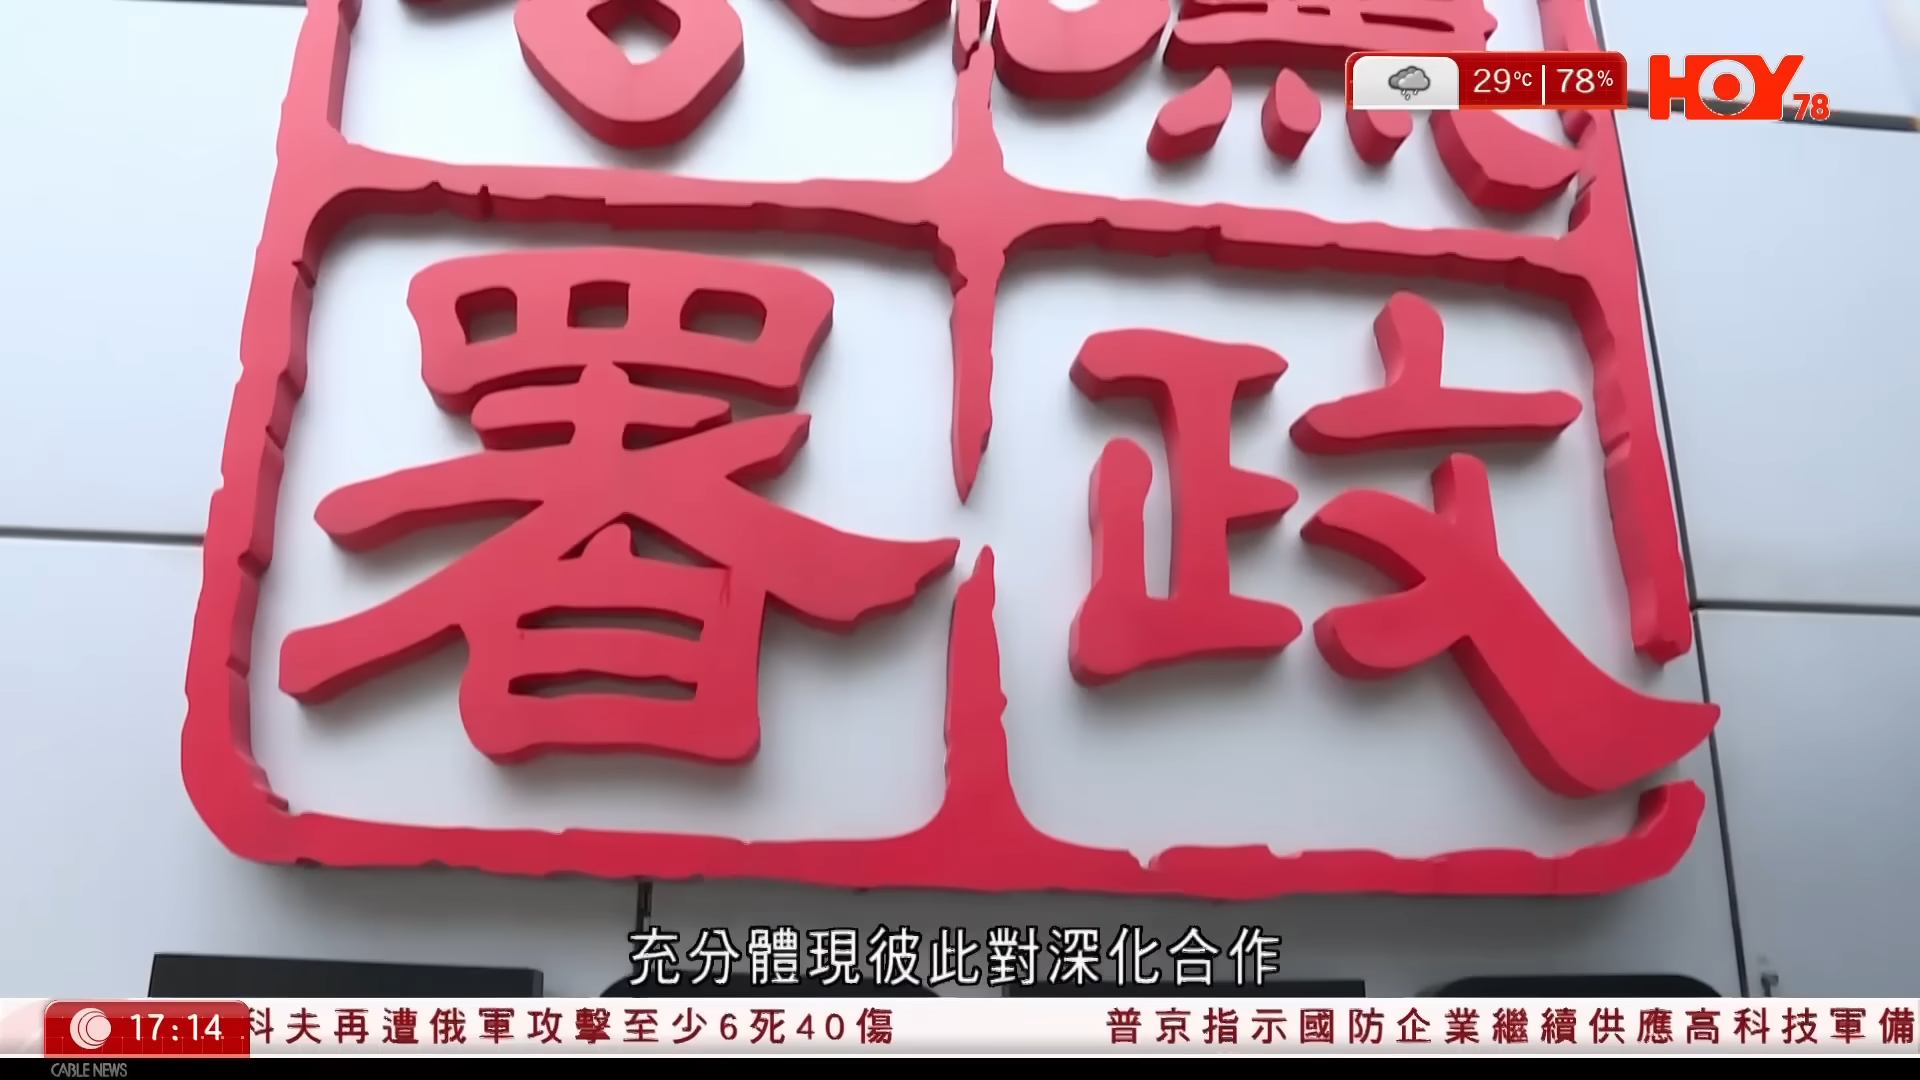 29°C | 78%
HOY 78
署 政
充分體現彼此對深化合作
17:14
科夫再遭俄軍攻擊至少6死40傷 普京指示國防企業繼續供應高科技軍備
CABLE NEWS